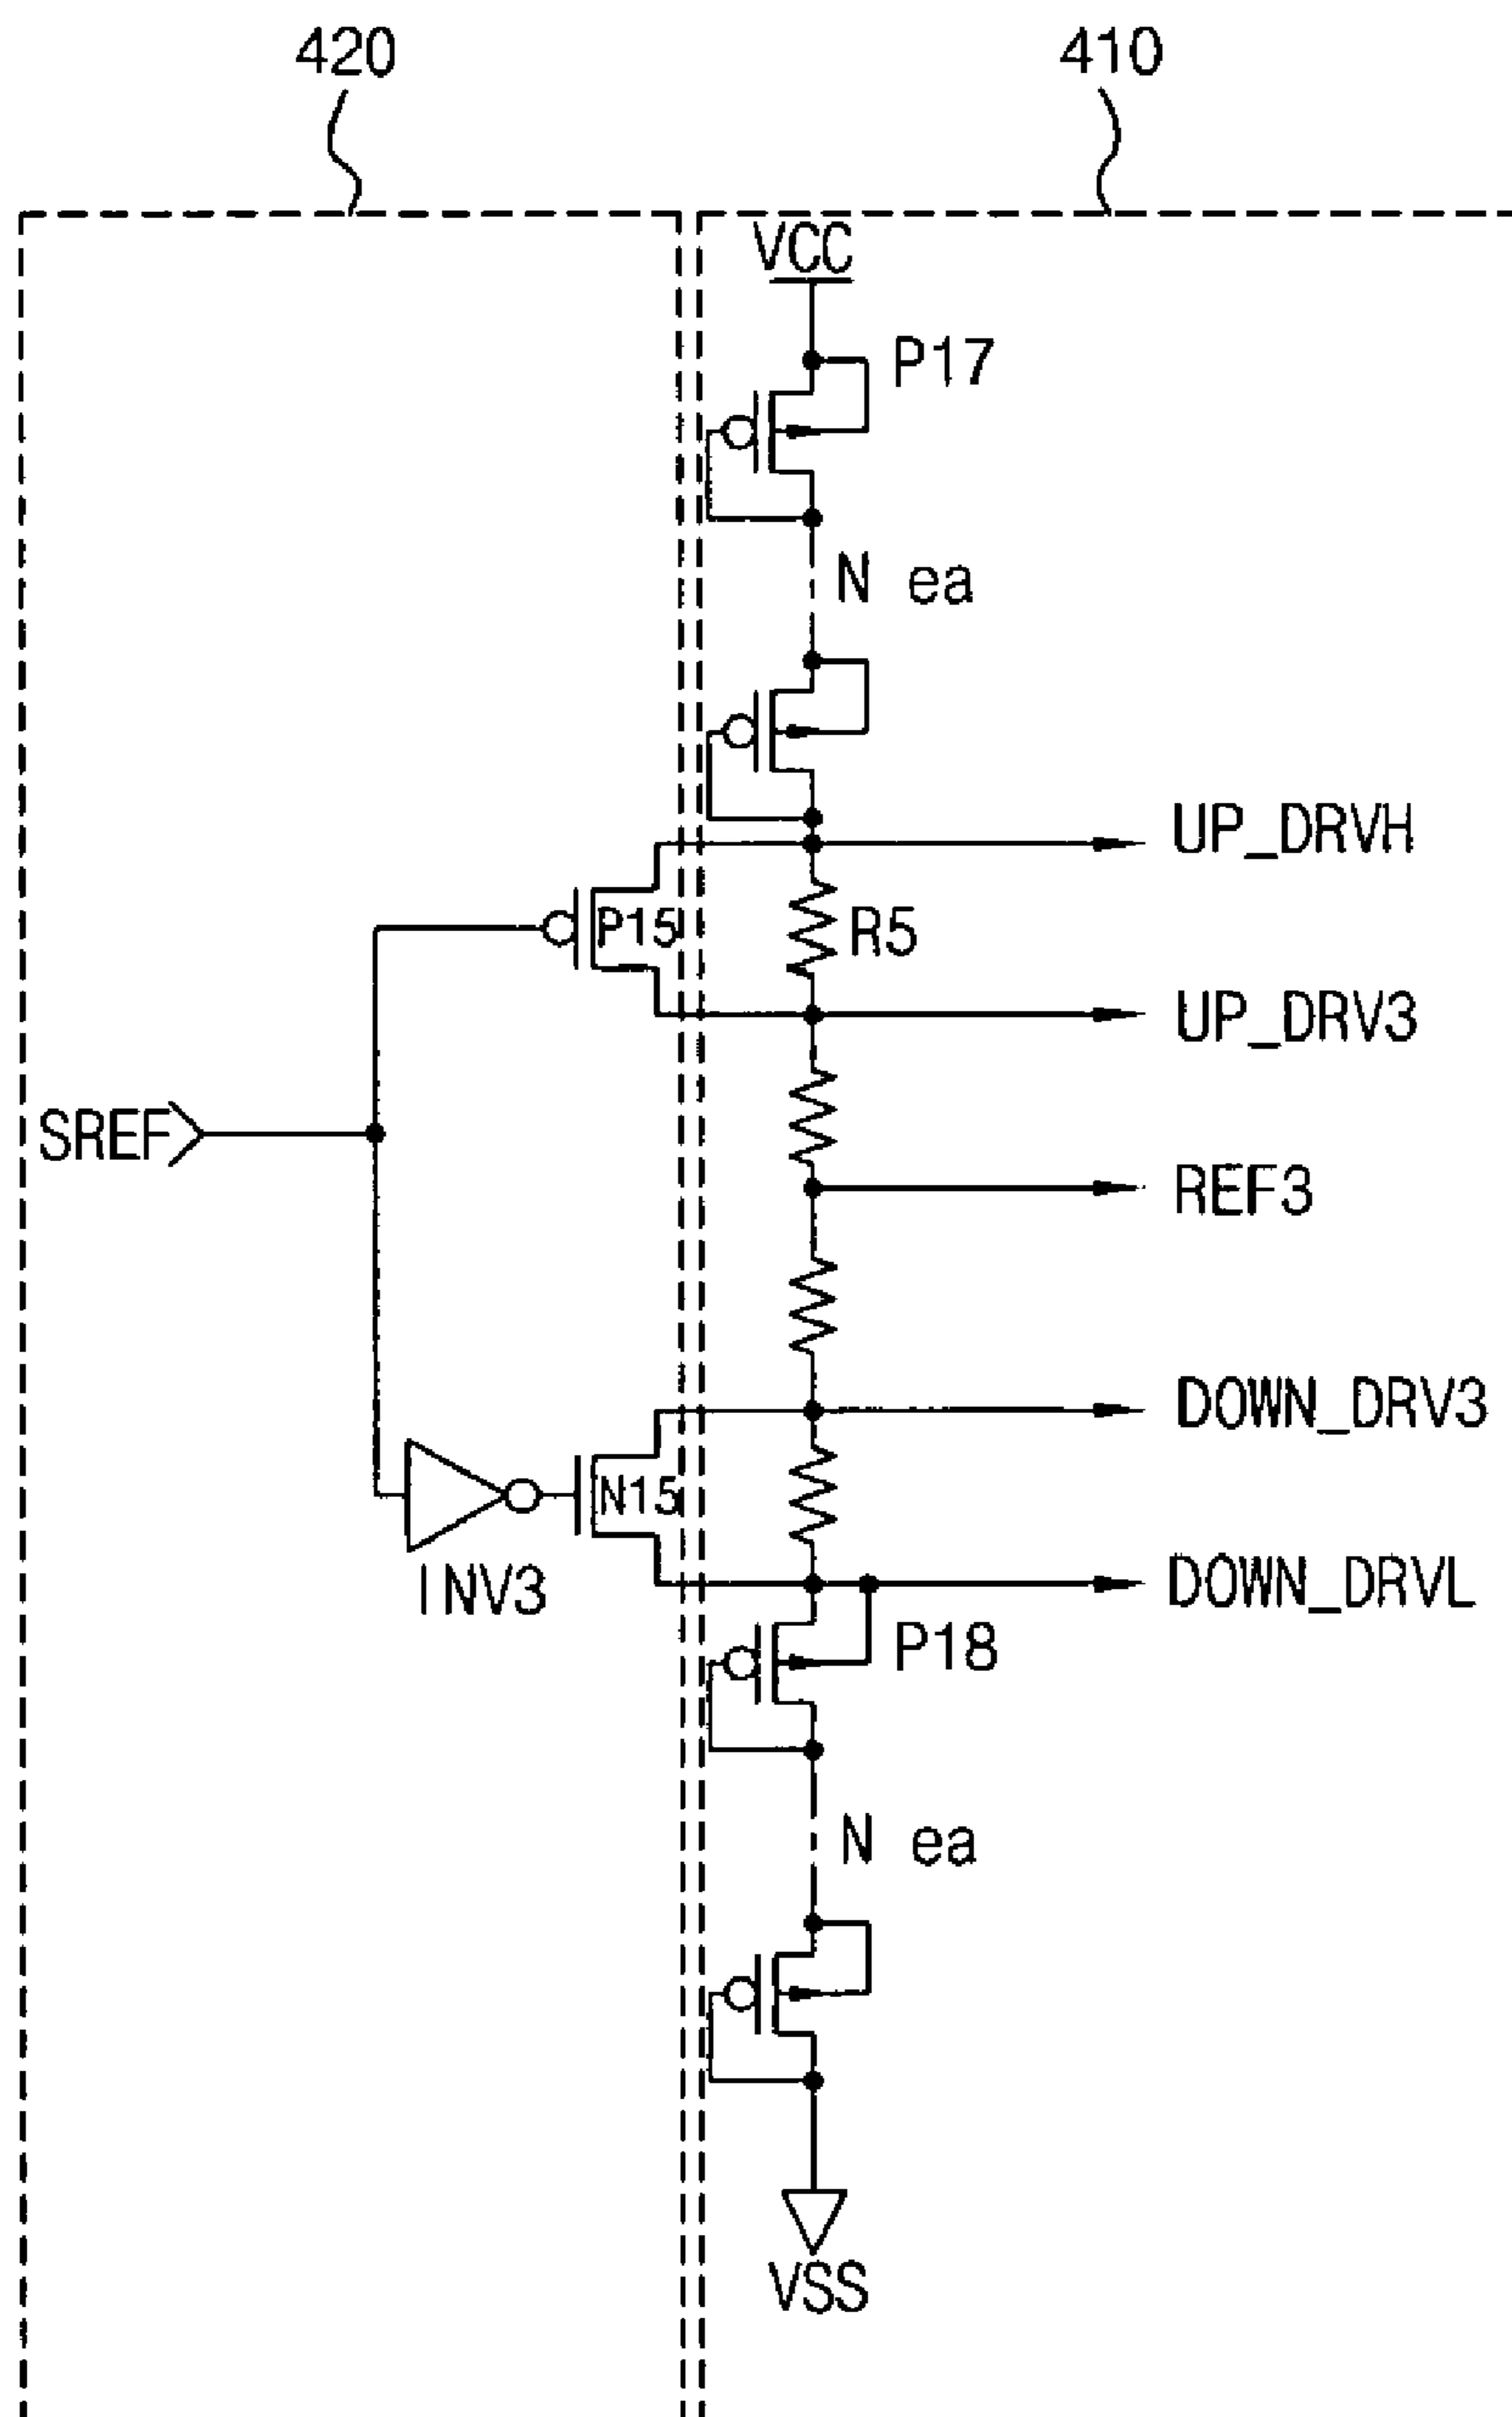 420
410
VCC
P17
N ea
UP_DRVH
P15
R5
UP_DRV3
SREF
REF3
DOWN_DRV3
N15
INV3
DOWN_DRVL
P18
N ea
VSS